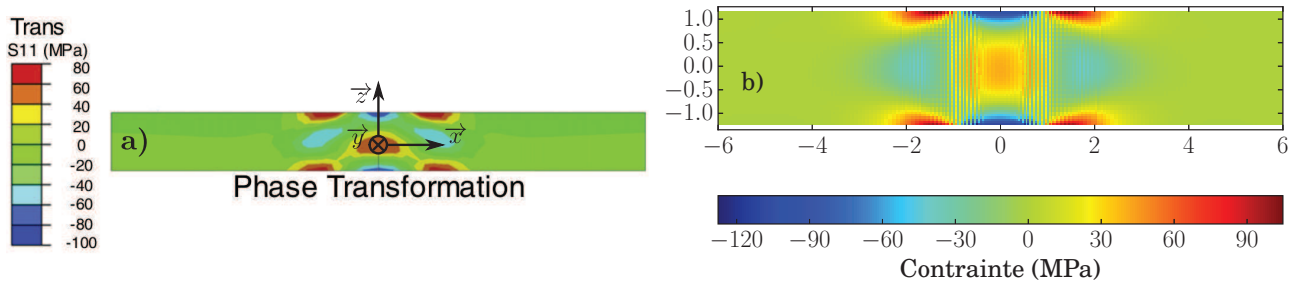 Trans
S11 (MPa)
80
60
40
20
0
-20
-40
-60
-80
-100
a)
z
y
x
Phase Transformation
b)
1.0
0.5
0.0
−0.5
−1.0
−6 −4 −2 0 2 4 6
−120 −90 −60 −30 0 30 60 90
Contrainte (MPa)